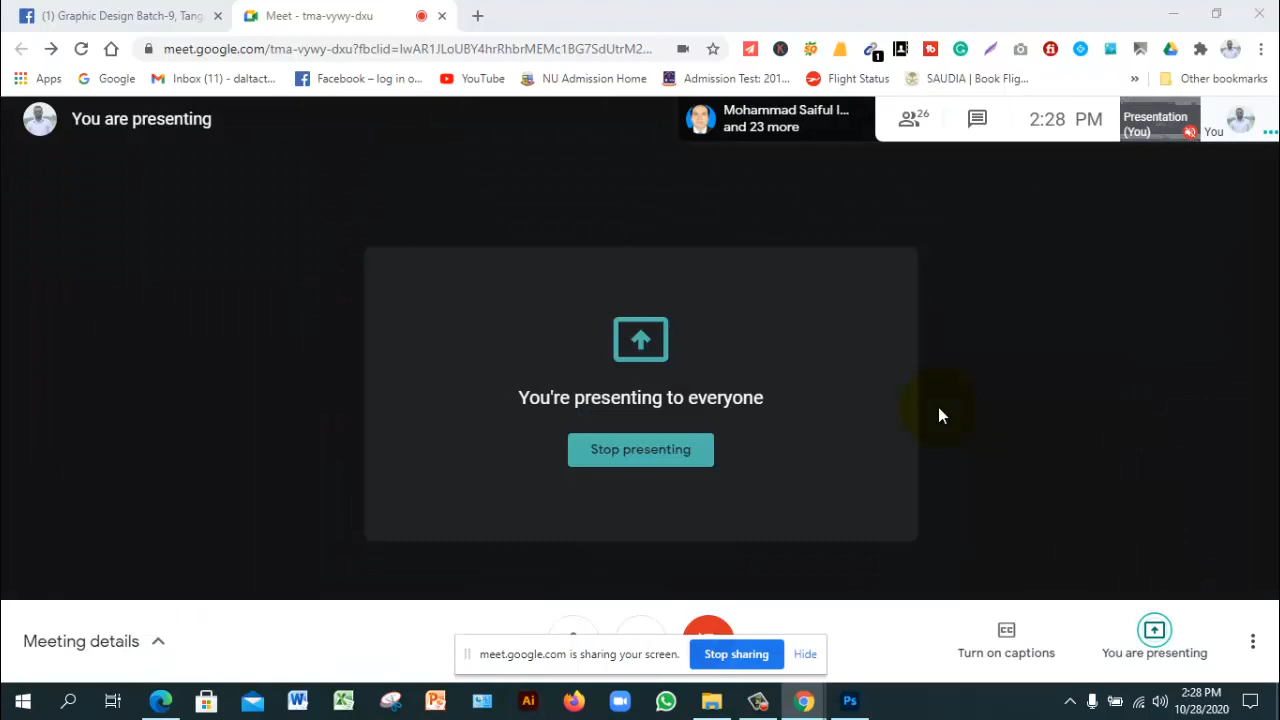 (1) Graphic Design Batch-9, Tang
Meet - tma-vywy-dxu
meet.google.com/tma-vywy-dxu?fbclid=IwAR1JLoUBY4hrRhbrMEMc1BG7SdUtrM2...
1
Apps
Google
Inbox (11) - daltact...
Facebook – log in o...
YouTube
NU Admission Home
Admission Test: 201...
Flight Status
SAUDIA | Book Flig...
»
Other bookmarks
You are presenting
Mohammad Saiful I...
and 23 more
26
2:28 PM
Presentation
(You)
You
You're presenting to everyone
Stop presenting
Meeting details
meet.google.com is sharing your screen.
Stop sharing
Hide
Turn on captions
You are presenting
2:28 PM
10/28/2020